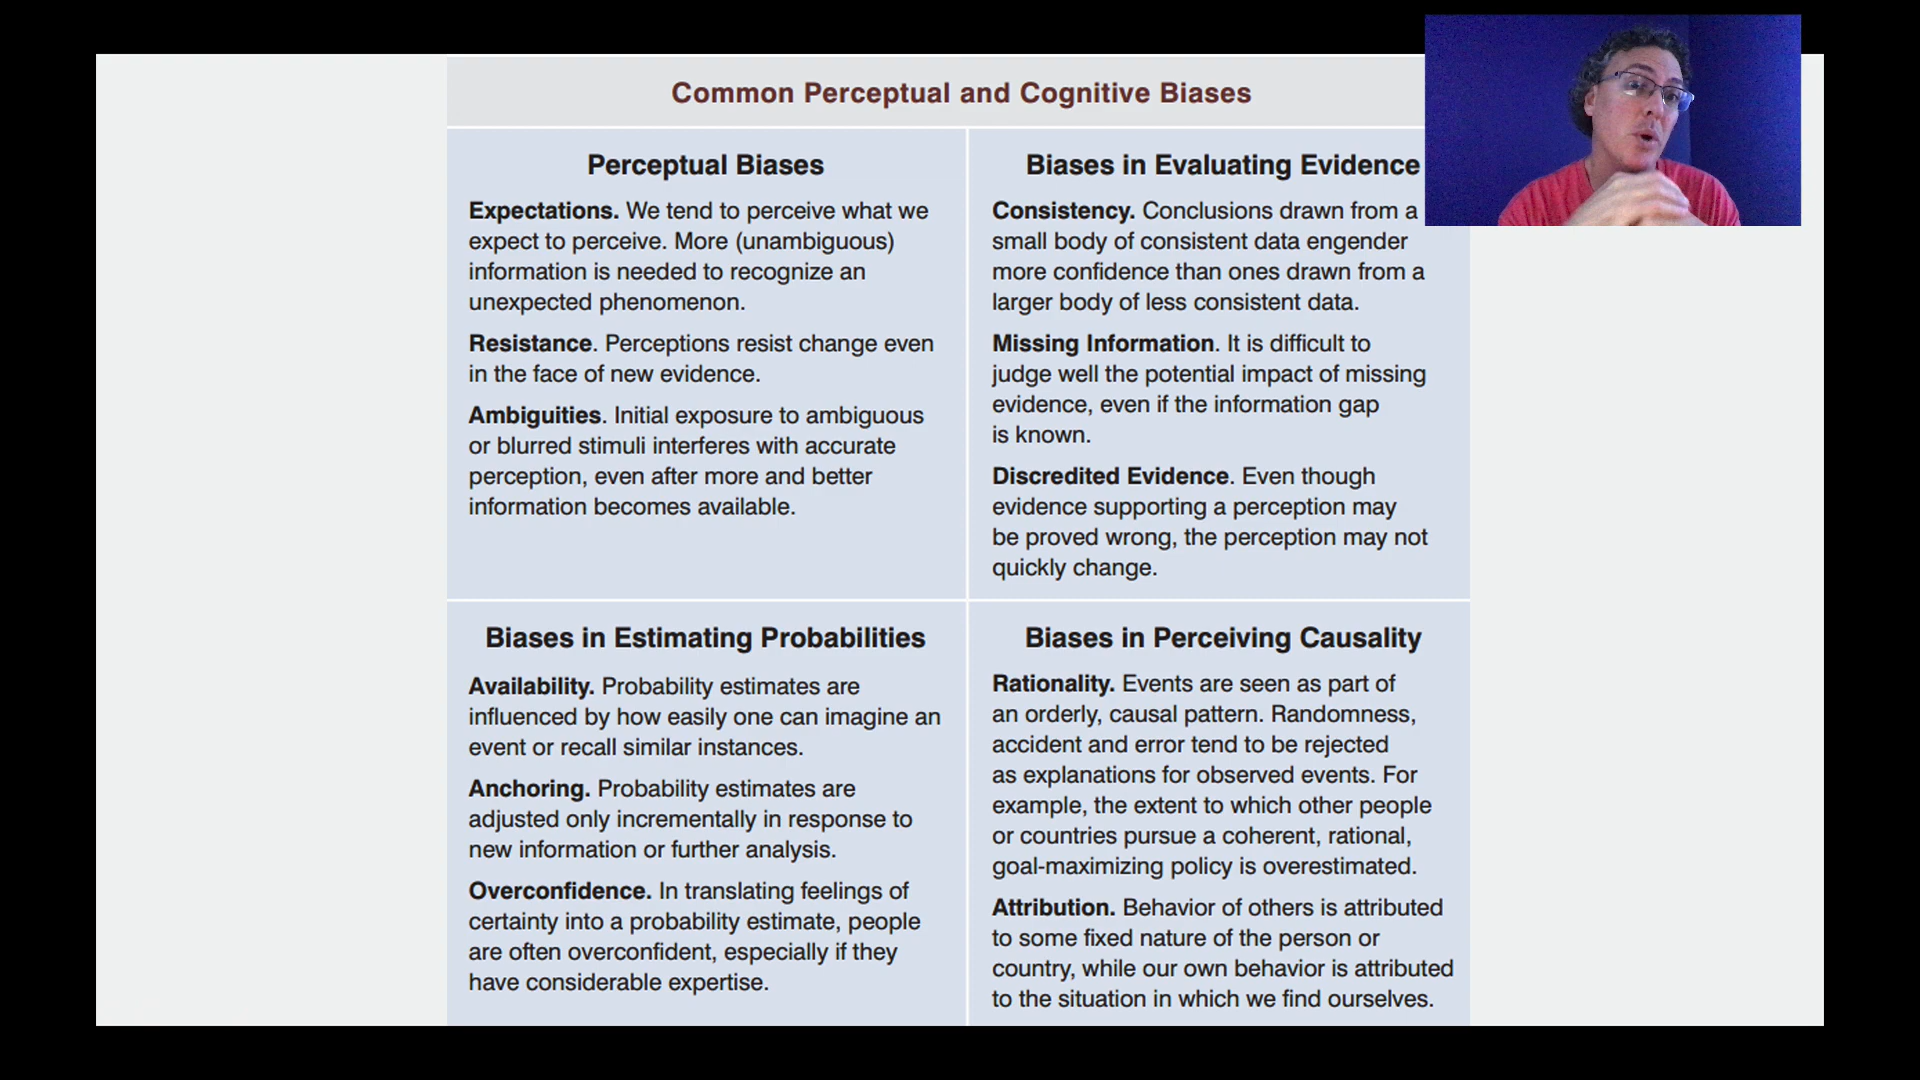 Common Perceptual and Cognitive Biases
Perceptual Biases
Expectations. We tend to perceive what we
expect to perceive. More (unambiguous)
information is needed to recognize an
unexpected phenomenon.
Resistance. Perceptions resist change even
in the face of new evidence.
Ambiguities. Initial exposure to ambiguous
or blurred stimuli interferes with accurate
perception, even after more and better
information becomes available.
Biases in Evaluating Evidence
Consistency. Conclusions drawn from a
small body of consistent data engender
more confidence than ones drawn from a
larger body of less consistent data.
Missing Information. It is difficult to
judge well the potential impact of missing
evidence, even if the information gap
is known.
Discredited Evidence. Even though
evidence supporting a perception may
be proved wrong, the perception may not
quickly change.
Biases in Estimating Probabilities
Availability. Probability estimates are
influenced by how easily one can imagine an
event or recall similar instances.
Anchoring. Probability estimates are
adjusted only incrementally in response to
new information or further analysis.
Overconfidence. In translating feelings of
certainty into a probability estimate, people
are often overconfident, especially if they
have considerable expertise.
Biases in Perceiving Causality
Rationality. Events are seen as part of
an orderly, causal pattern. Randomness,
accident and error tend to be rejected
as explanations for observed events. For
example, the extent to which other people
or countries pursue a coherent, rational,
goal-maximizing policy is overestimated.
Attribution. Behavior of others is attributed
to some fixed nature of the person or
country, while our own behavior is attributed
to the situation in which we find ourselves.